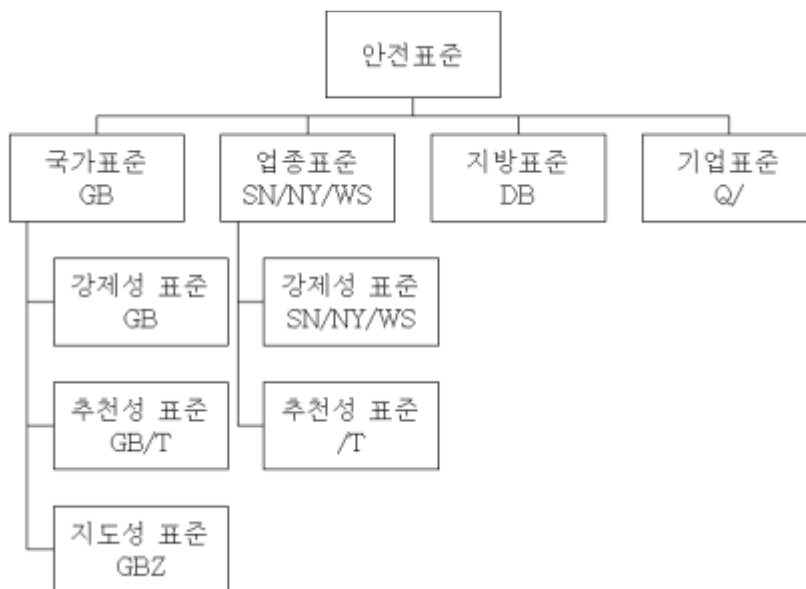 안전표준
국가표준
GB
업종표준
SN/NY/WS
지방표준
DB
기업표준
Q/
강제성 표준
GB
강제성 표준
SN/NY/WS
추천성 표준
GB/T
추천성 표준
/T
지도성 표준
GBZ